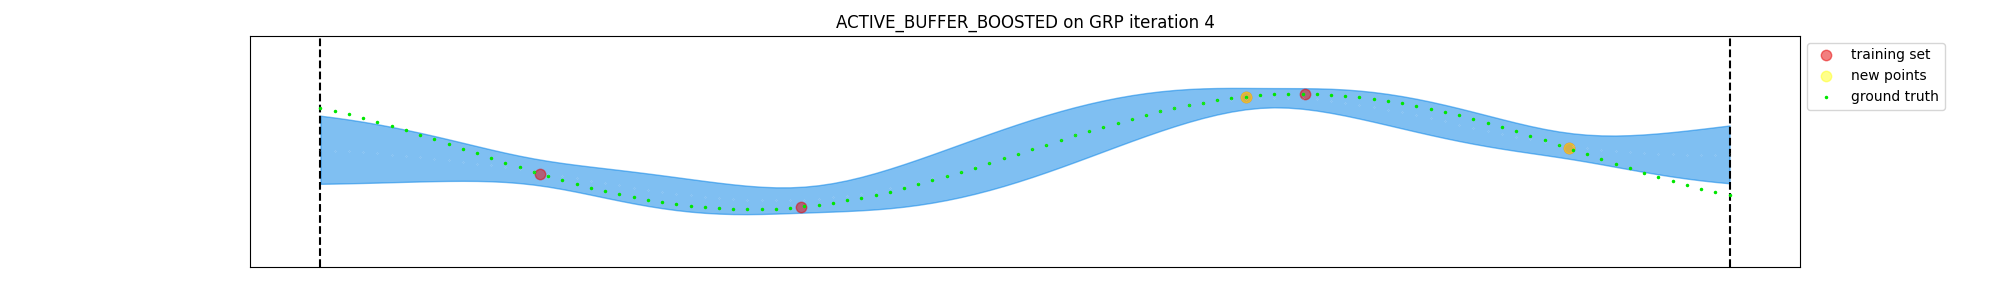 ACTIVE_BUFFER_BOOSTED on GRP iteration 4
training set
new points
ground truth